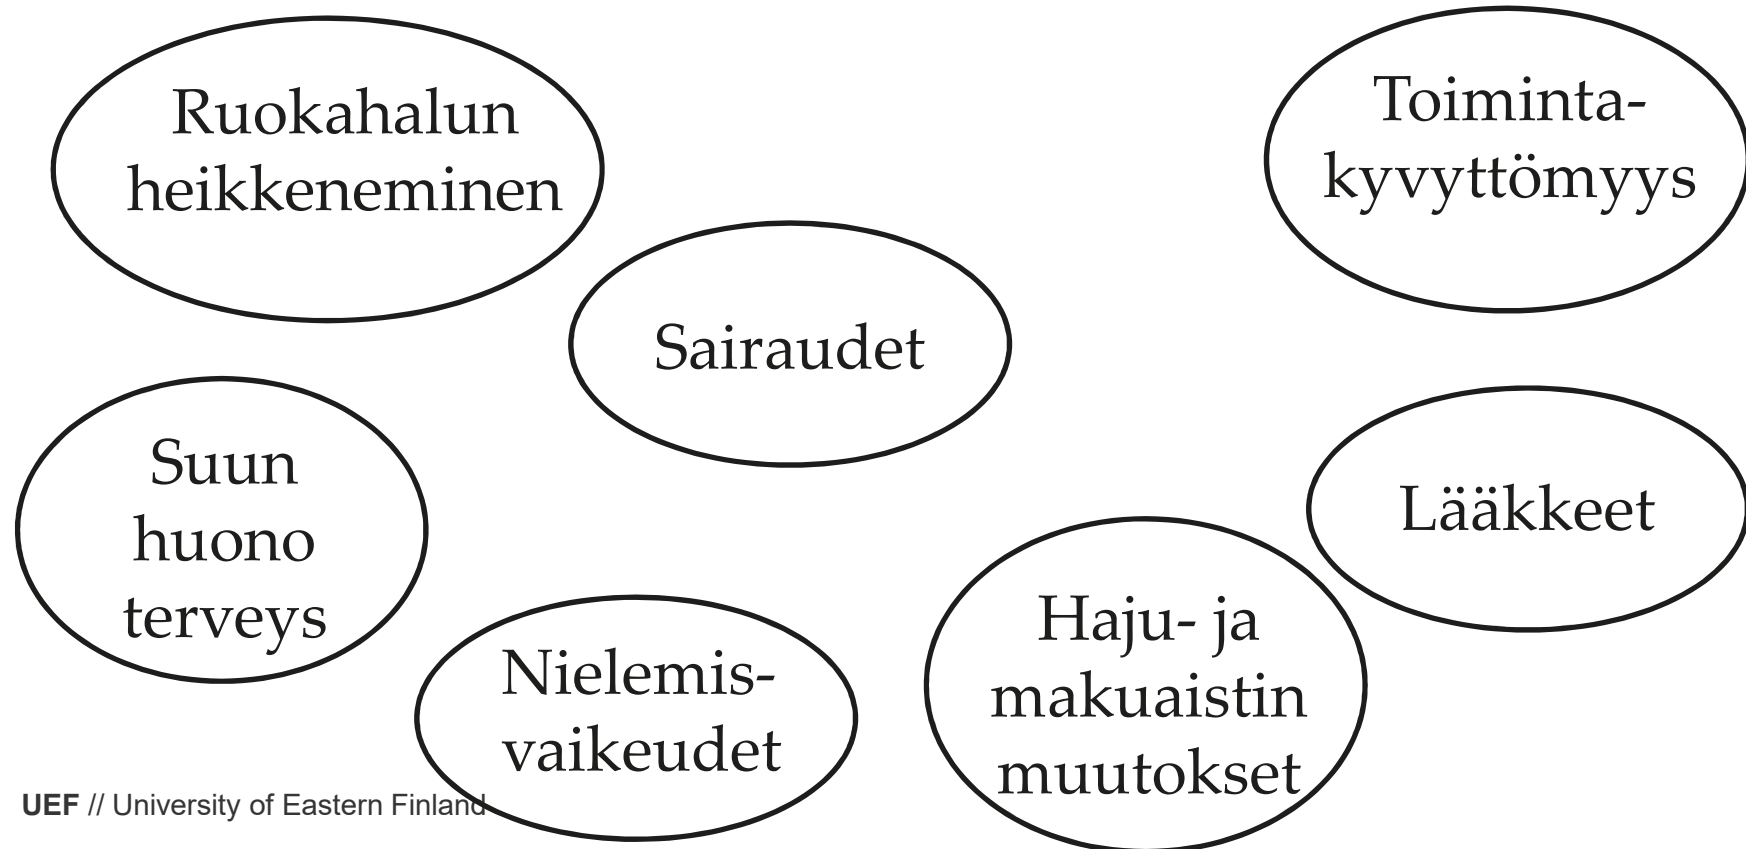 Ruokahalun
heikkeneminen
Toiminta-
kyvyttömyys
Sairaudet
Suun
huono
terveys
Lääkkeet
Nielemis-
vaikeudet
Haju- ja
makuaistin
muutokset
UEF // University of Eastern Finland